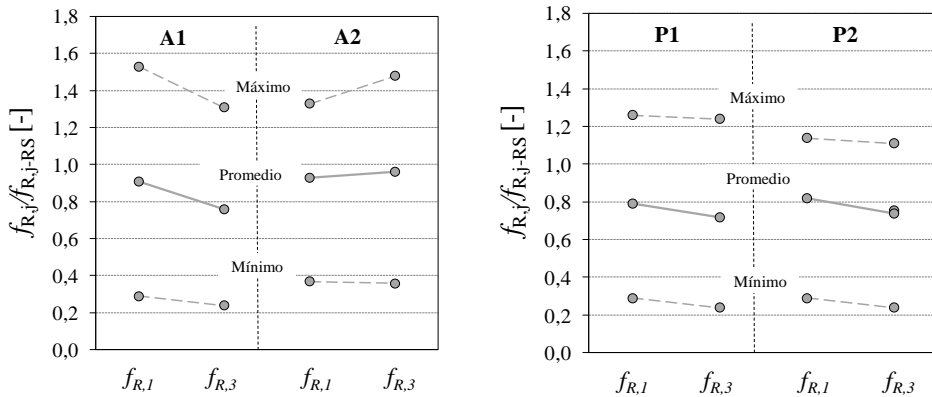 1,8
1,6
1,4
1,2
1,0
0,8
0,6
0,4
0,2
0,0
fR,j/fR,j-RS [-]
A1 A2
Máximo
Promedio
Mínimo
fR,1 fR,3 fR,1 fR,3
1,8
1,6
1,4
1,2
1,0
0,8
0,6
0,4
0,2
0,0
fR,j/fR,j-RS [-]
P1 P2
Máximo
Promedio
Mínimo
fR,1 fR,3 fR,1 fR,3